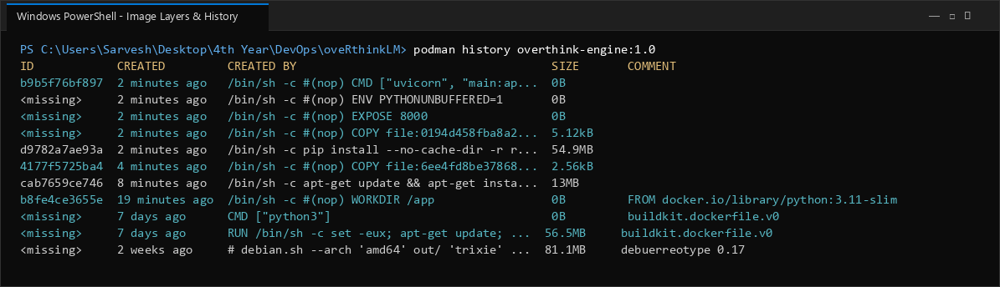 Windows PowerShell - Image Layers & History
PS C:\Users\Sarvesh\Desktop\4th Year\DevOps\oveRthinkLM> podman history overthink-engine:1.0
ID CREATED CREATED BY SIZE COMMENT
b9b5f76bf897 2 minutes ago /bin/sh -c #(nop) CMD ["uvicorn", "main:ap... 0B
<missing> 2 minutes ago /bin/sh -c #(nop) ENV PYTHONUNBUFFERED=1 0B
<missing> 2 minutes ago /bin/sh -c #(nop) EXPOSE 8000 0B
<missing> 2 minutes ago /bin/sh -c #(nop) COPY file:0194d458fba8a2... 5.12kB
d9782a7ae93a 2 minutes ago /bin/sh -c pip install --no-cache-dir -r r... 54.9MB
4177f5725ba4 4 minutes ago /bin/sh -c #(nop) COPY file:6ee4fd8be37868... 2.56kB
cab7659ce746 8 minutes ago /bin/sh -c apt-get update && apt-get insta... 13MB
b8fe4ce3655e 19 minutes ago /bin/sh -c #(nop) WORKDIR /app 0B FROM docker.io/library/python:3.11-slim
<missing> 7 days ago CMD ["python3"] 0B buildkit.dockerfile.v0
<missing> 7 days ago RUN /bin/sh -c set -eux; apt-get update; ... 56.5MB buildkit.dockerfile.v0
<missing> 2 weeks ago # debian.sh --arch 'amd64' out/ 'trixie' ... 81.1MB debuerreotype 0.17